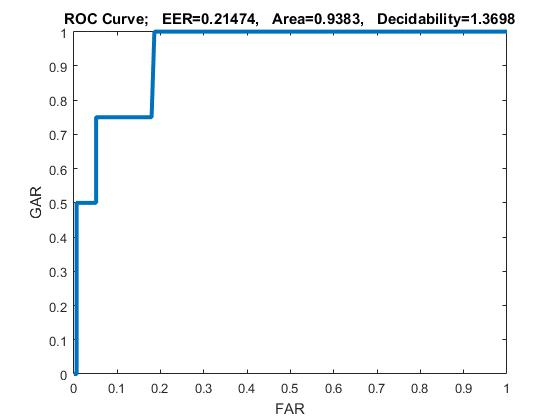 ROC Curve;   EER=0.21474,   Area=0.9383,   Decidability=1.3698
1
0.9
0.8
0.7
0.6
0.5
0.4
0.3
0.2
0.1
0
GAR
0 0.1 0.2 0.3 0.4 0.5 0.6 0.7 0.8 0.9 1
FAR